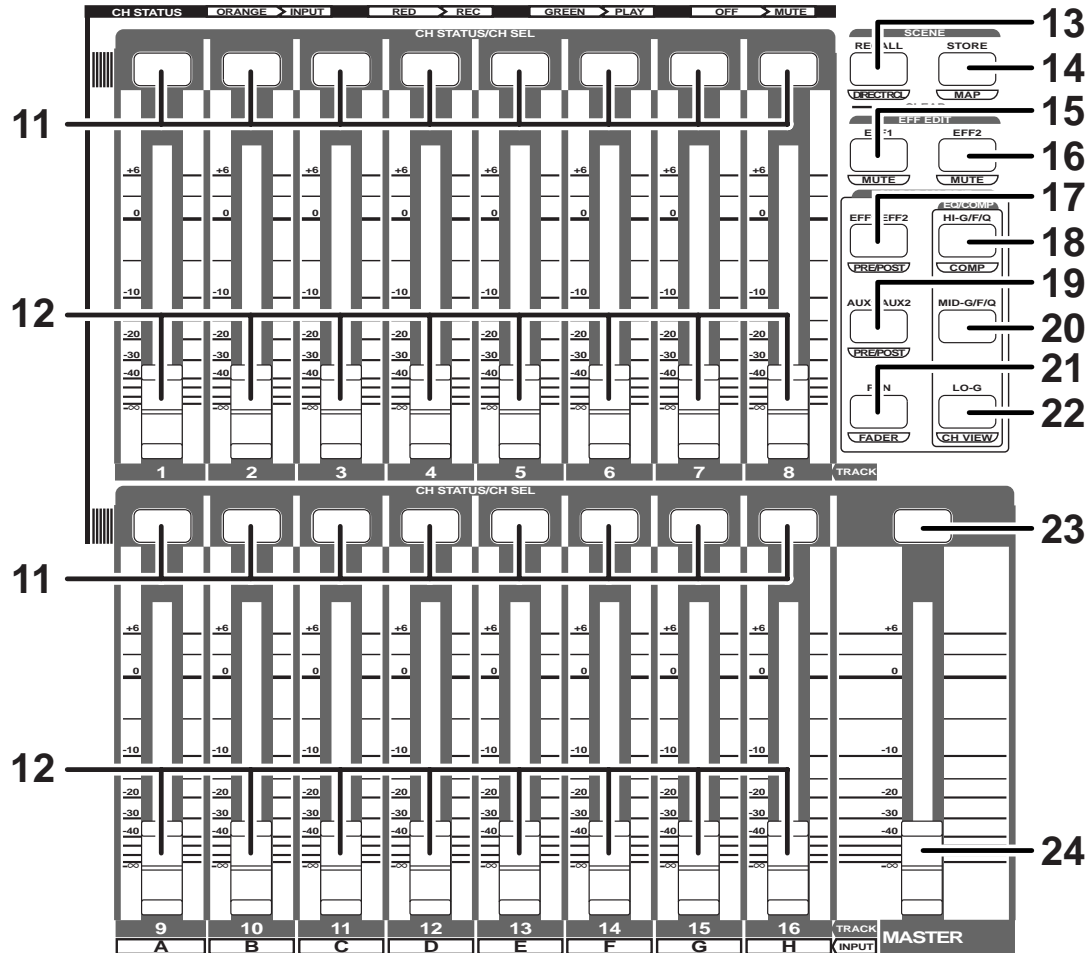 CH STATUS ORANGE > INPUT RED > REC GREEN > PLAY OFF > MUTE
CH STATUS/CH SEL
11
+6 +6 +6 +6 +6 +6 +6 +6
0 0 0 0 0 0 0 0
-10 -10 -10 -10 -10 -10 -10 -10
12
-20 -20 -20 -20 -20 -20 -20 -20
-30 -30 -30 -30 -30 -30 -30 -30
-40 -40 -40 -40 -40 -40 -40 -40
-∞ -∞ -∞ -∞ -∞ -∞ -∞ -∞
1 2 3 4 5 6 7 8 TRACK
SCENE
STORE
13
14
DIRECTRCL MAP
15
EFF EDIT
EFF2
16
MUTE MUTE
17
EQ/COMP
EFF2 HI-G/F/Q
18
PRE/POST COMP
19
AUX AUX2 MID-G/F/Q
20
PRE/POST
21
LO-G
22
FADER CH VIEW
CH STATUS/CH SEL
23
11
+6 +6 +6 +6 +6 +6 +6 +6 +6
0 0 0 0 0 0 0 0 0
-10 -10 -10 -10 -10 -10 -10 -10 -10
12
-20 -20 -20 -20 -20 -20 -20 -20 -20
-30 -30 -30 -30 -30 -30 -30 -30 -30
-40 -40 -40 -40 -40 -40 -40 -40 -40
-∞ -∞ -∞ -∞ -∞ -∞ -∞ -∞ -∞
24
9 10 11 12 13 14 15 16 TRACK
A B C D E F G H INPUT
MASTER